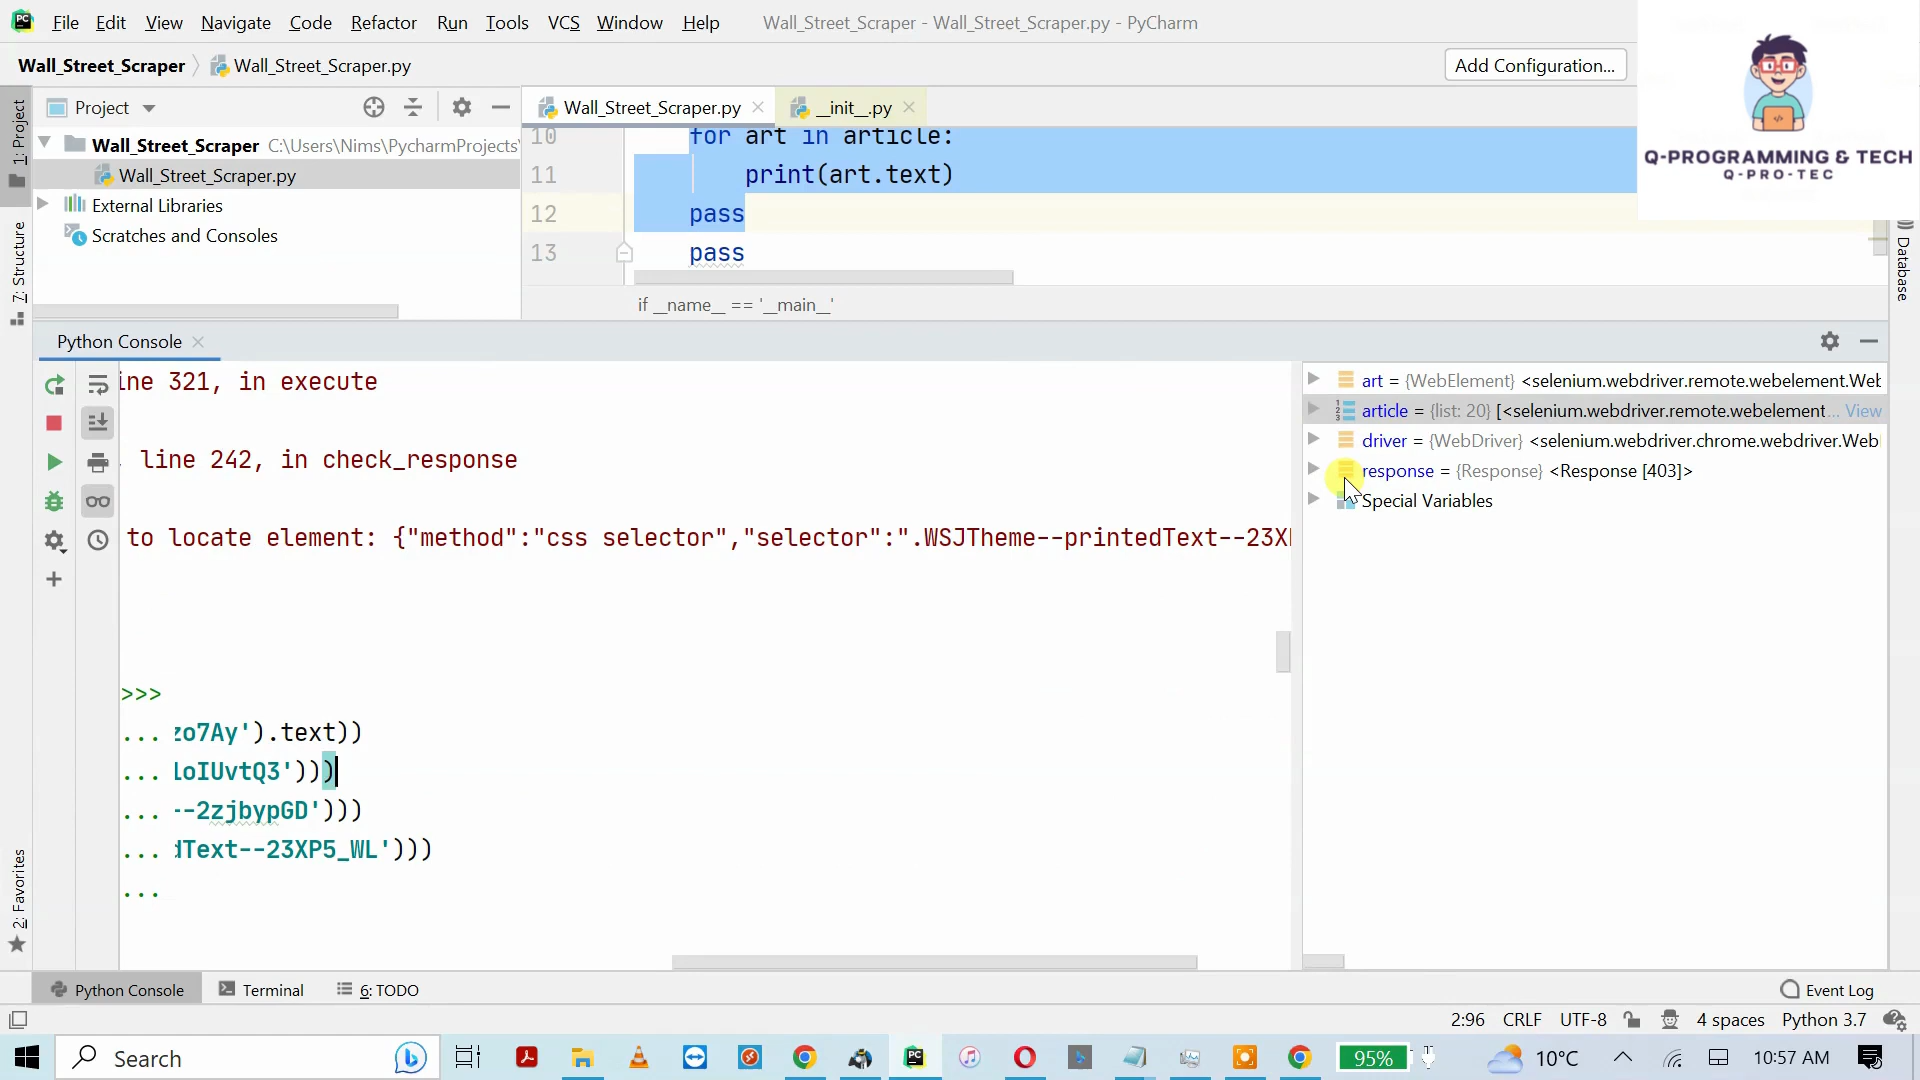 File Edit View Navigate Code Refactor Run Tools VCS Window Help Wall_Street_Scraper - Wall_Street_Scraper.py - PyCharm
Wall_Street_Scraper Wall_Street_Scraper.py Add Configuration...
Q-PROGRAMMING & TECH
Q-PRO-TEC
1: Project
7: Structure
2: Favorites
Database
Project
Wall_Street_Scraper C:\Users\Nims\PycharmProjects\
Wall_Street_Scraper.py
External Libraries
Scratches and Consoles
Wall_Street_Scraper.py __init__.py
10 for art in article:
11 print(art.text)
12 pass
13 pass
if __name__ == '__main__'
Python Console
ine 321, in execute
line 242, in check_response
to locate element: {"method":"css selector","selector":".WSJTheme--printedText--23X
>>>
... zo7Ay').text))
... loIUvtQ3')))
... --2zjbypGD')))
... dText--23XP5_WL')))
...
art = {WebElement} <selenium.webdriver.remote.webelement.Web
article = {list: 20} [<selenium.webdriver.remote.webelement... View
driver = {WebDriver} <selenium.webdriver.chrome.webdriver.Web
response = {Response} <Response [403]>
Special Variables
Python Console Terminal 6: TODO Event Log
2:96 CRLF UTF-8 4 spaces Python 3.7
Search 95% 10°C 10:57 AM